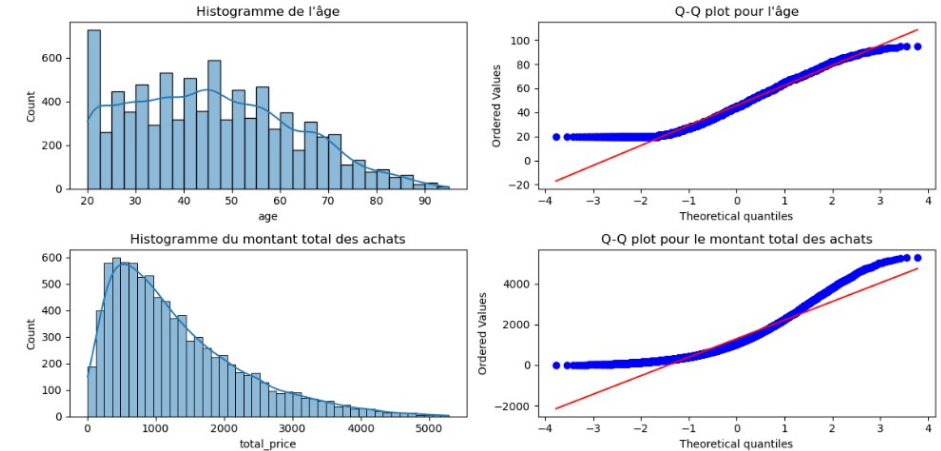 Histogramme de l'âge
600
400
200
0
Count
20 30 40 50 60 70 80 90
age
Q-Q plot pour l'âge
100
80
60
40
20
0
−20
Ordered Values
−4 −3 −2 −1 0 1 2 3 4
Theoretical quantiles
Histogramme du montant total des achats
600
500
400
300
200
100
0
Count
0 1000 2000 3000 4000 5000
total_price
Q-Q plot pour le montant total des achats
4000
2000
0
−2000
Ordered Values
−4 −3 −2 −1 0 1 2 3 4
Theoretical quantiles